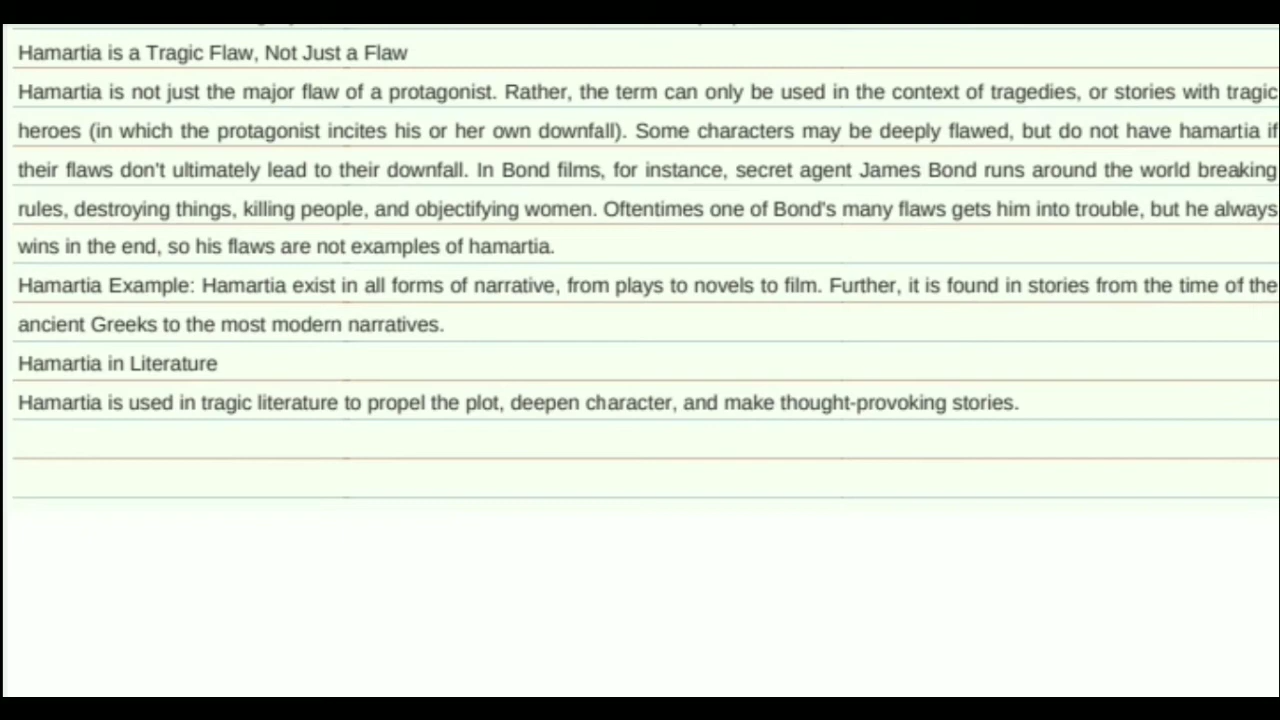 Hamartia is a Tragic Flaw, Not Just a Flaw
Hamartia is not just the major flaw of a protagonist. Rather, the term can only be used in the context of tragedies, or stories with tragic
heroes (in which the protagonist incites his or her own downfall). Some characters may be deeply flawed, but do not have hamartia if
their flaws don't ultimately lead to their downfall. In Bond films, for instance, secret agent James Bond runs around the world breaking
rules, destroying things, killing people, and objectifying women. Oftentimes one of Bond's many flaws gets him into trouble, but he always
wins in the end, so his flaws are not examples of hamartia.
Hamartia Example: Hamartia exist in all forms of narrative, from plays to novels to film. Further, it is found in stories from the time of the
ancient Greeks to the most modern narratives.
Hamartia in Literature
Hamartia is used in tragic literature to propel the plot, deepen character, and make thought-provoking stories.